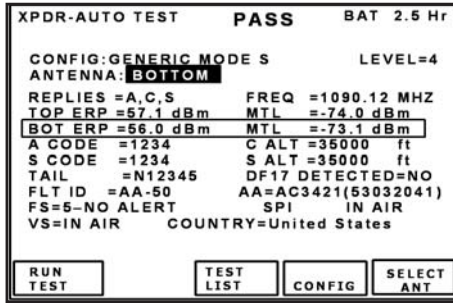 XPDR-AUTO TEST PASS BAT 2.5 Hr
CONFIG:GENERIC MODE S LEVEL=4
ANTENNA: BOTTOM
REPLIES =A,C,S FREQ =1090.12 MHZ
TOP ERP =57.1 dBm MTL =-74.0 dBm
BOT ERP =56.0 dBm MTL =-73.1 dBm
A CODE =1234 C ALT =35000 ft
S CODE =1234 S ALT =35000 ft
TAIL =N12345 DF17 DETECTED=NO
FLT ID =AA-50 AA=AC3421(53032041)
FS=5–NO ALERT SPI IN AIR
VS=IN AIR COUNTRY=United States
RUN TEST
TEST LIST
CONFIG
SELECT ANT